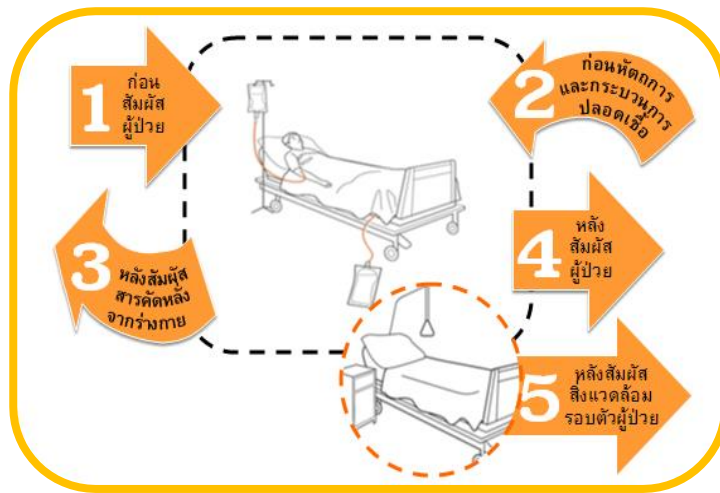 1
ก่อน
สัมผัส
ผู้ป่วย
2
ก่อนหัตถการ
และกระบวนการ
ปลอดเชื้อ
3
หลังสัมผัส
สารคัดหลั่ง
จากร่างกาย
4
หลัง
สัมผัส
ผู้ป่วย
5
หลังสัมผัส
สิ่งแวดล้อม
รอบตัวผู้ป่วย